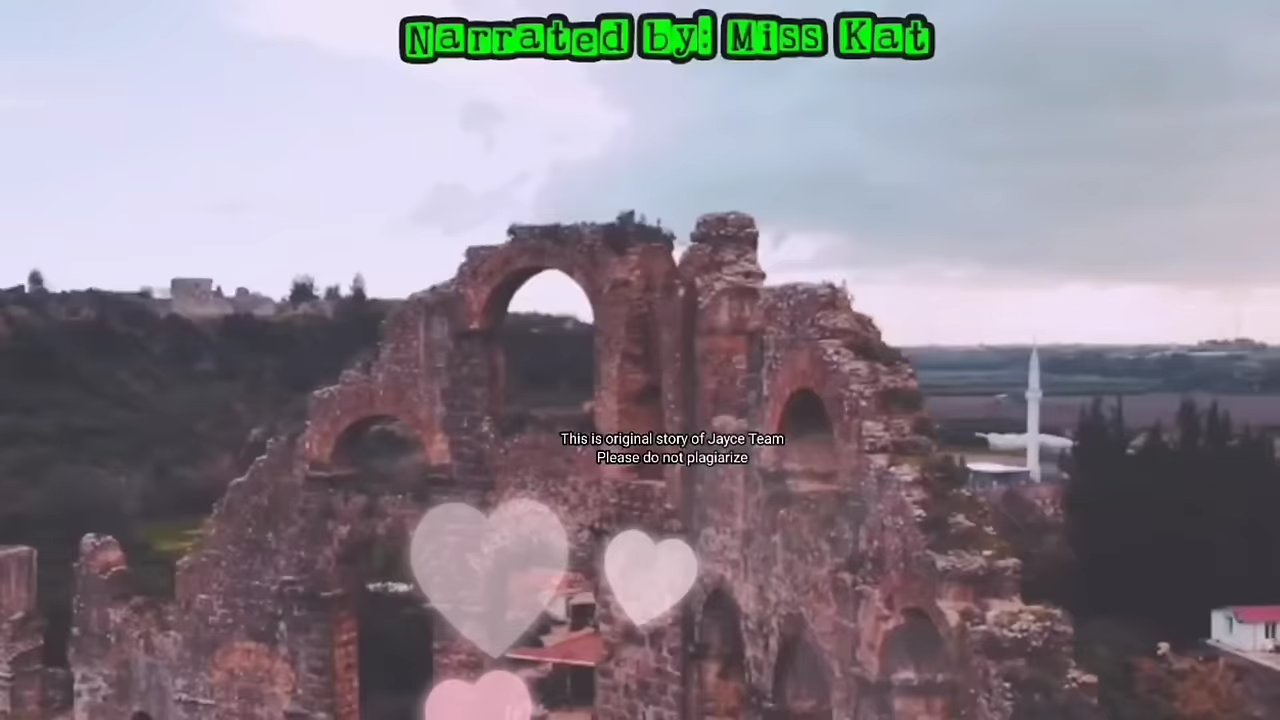 Narrated by: Miss Kat
This is original story of Jayce Team
Please do not plagiarize